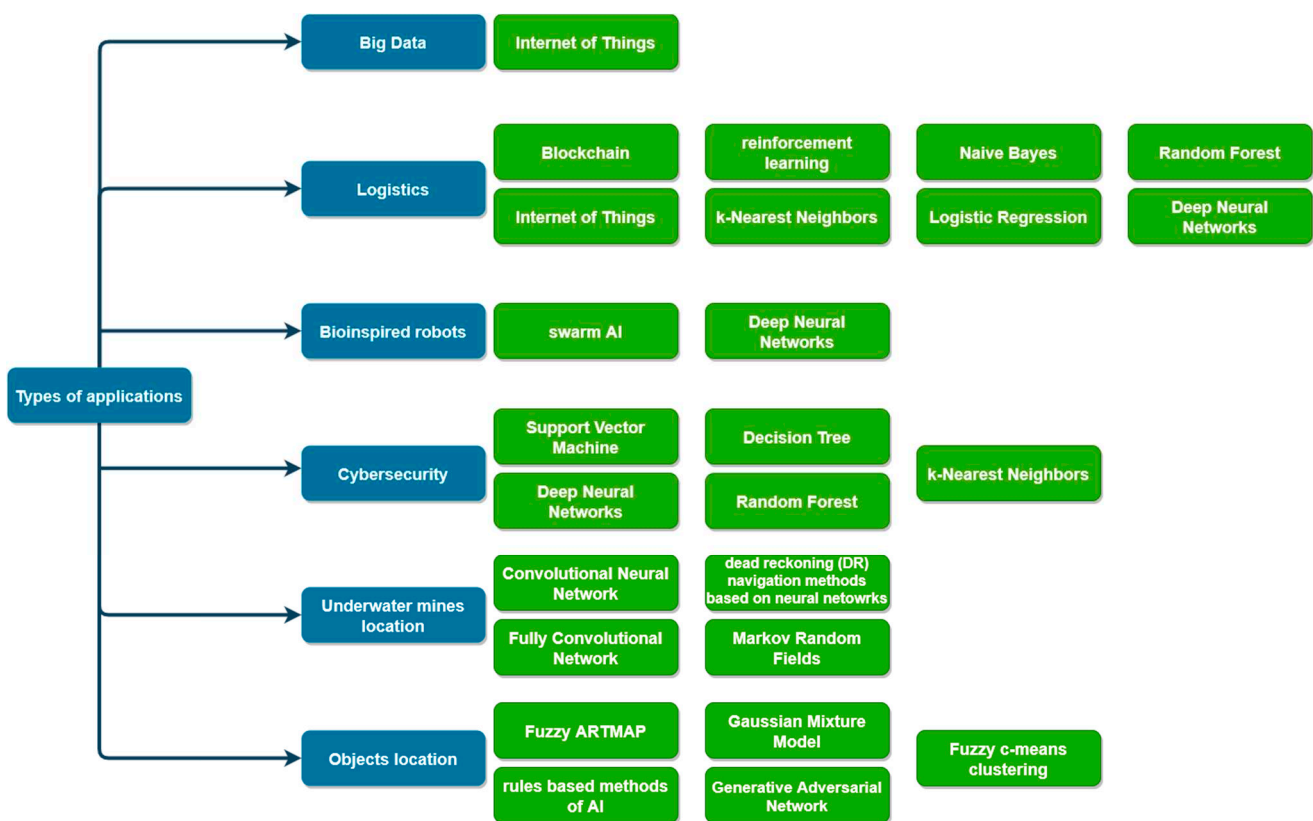 Big Data
Internet of Things
Logistics
Blockchain
reinforcement
learning
Naive Bayes
Random Forest
Internet of Things
k-Nearest Neighbors
Logistic Regression
Deep Neural
Networks
Bioinspired robots
swarm AI
Deep Neural
Networks
Types of applications
Cybersecurity
Support Vector
Machine
Decision Tree
k-Nearest Neighbors
Deep Neural
Networks
Random Forest
Underwater mines
location
Convolutional Neural
Network
dead reckoning (DR)
navigation methods
based on neural netowrks
Fully Convolutional
Network
Markov Random
Fields
Objects location
Fuzzy ARTMAP
Gaussian Mixture
Model
Fuzzy c-means
clustering
rules based methods
of AI
Generative Adversarial
Network